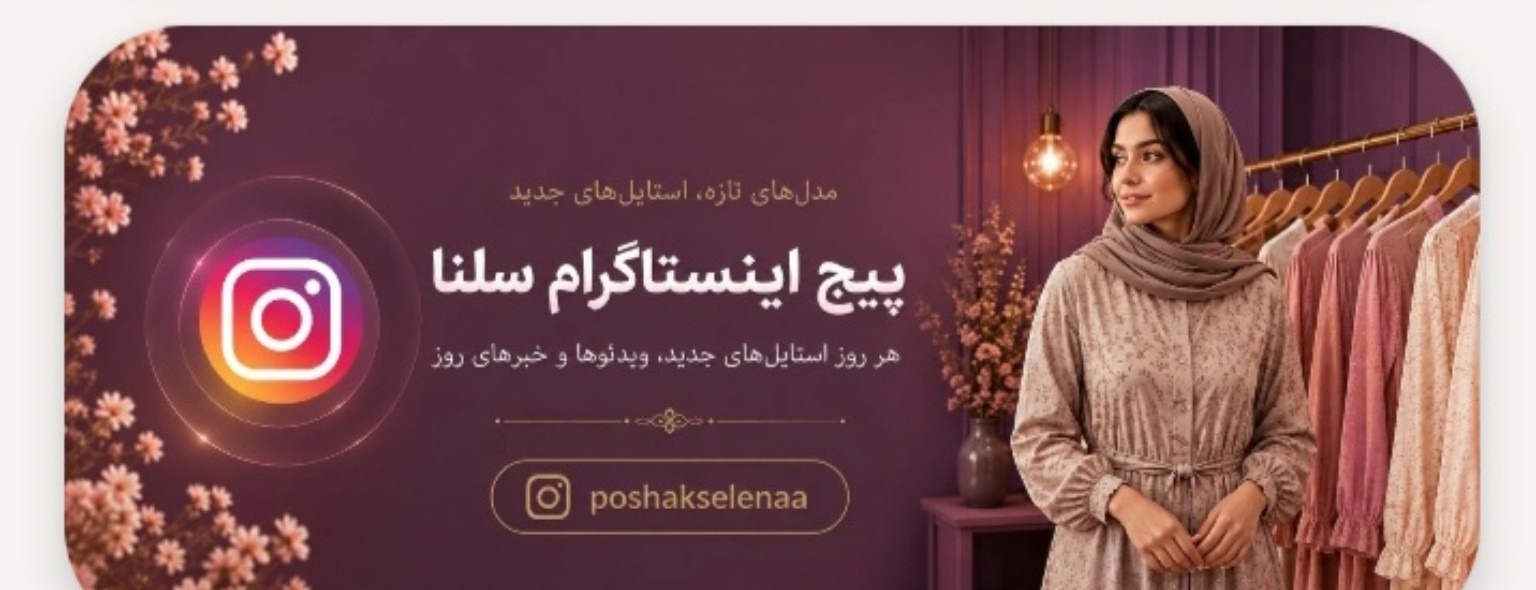 مدل‌های تازه، استایل‌های جدید
پیج اینستاگرام سلنا
هر روز استایل‌های جدید، ویدئوها و خبرهای روز
poshakselenaa